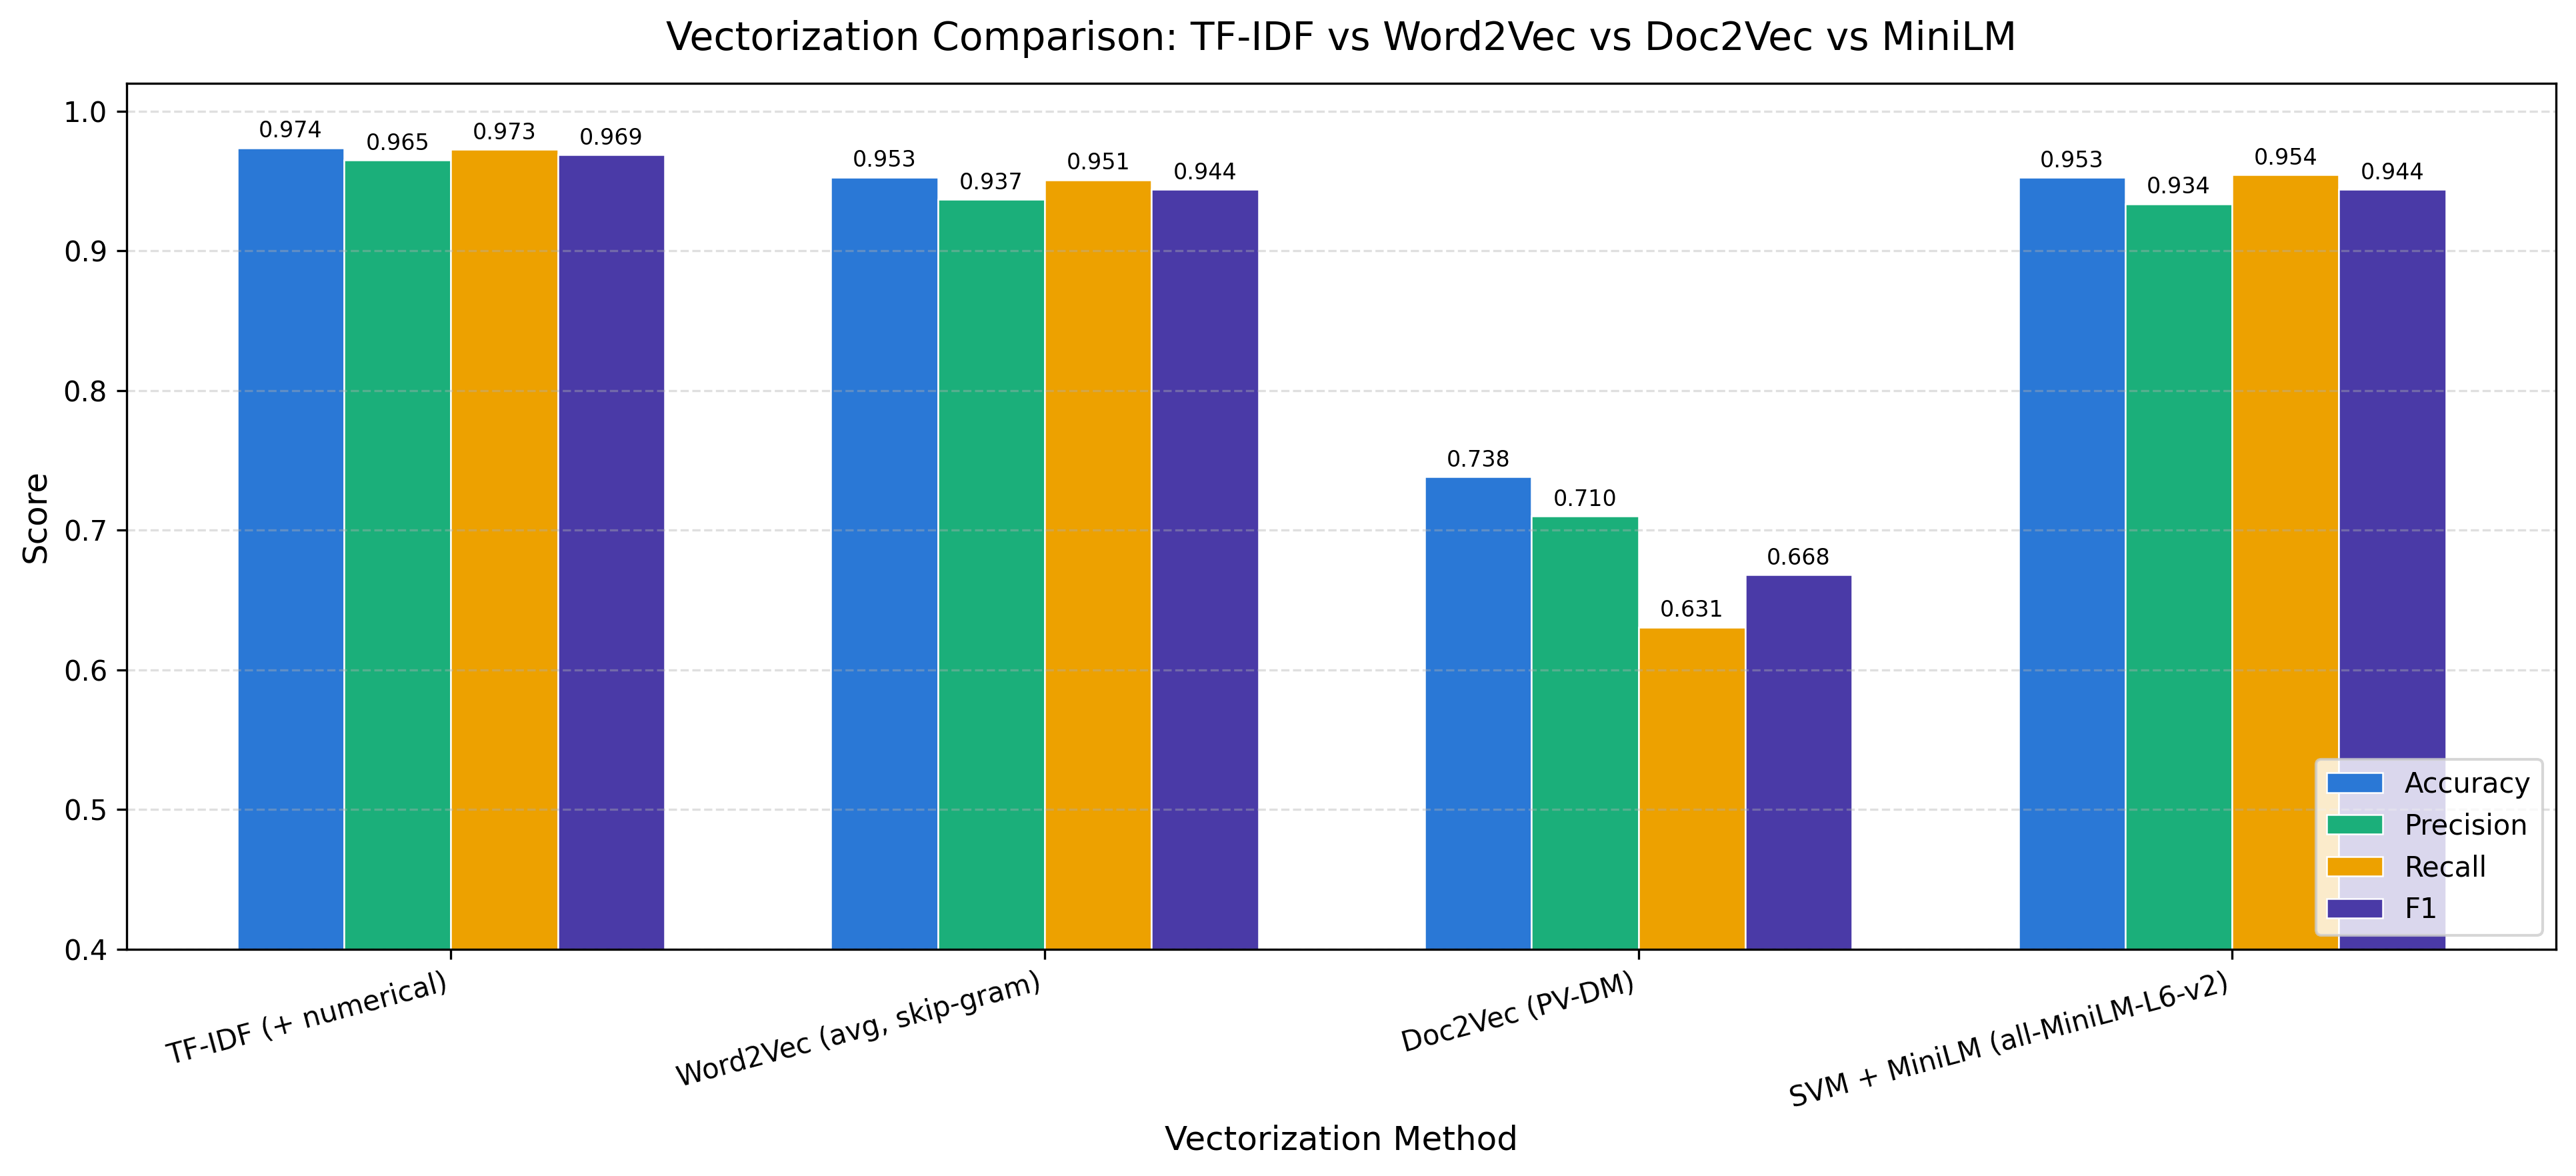 Vectorization Comparison: TF-IDF vs Word2Vec vs Doc2Vec vs MiniLM
Score
1.0
0.9
0.8
0.7
0.6
0.5
0.4
0.974
0.965
0.973
0.969
0.953
0.937
0.951
0.944
0.738
0.710
0.631
0.668
0.953
0.934
0.954
0.944
Accuracy
Precision
Recall
F1
TF-IDF (+ numerical)
Word2Vec (avg, skip-gram)
Doc2Vec (PV-DM)
SVM + MiniLM (all-MiniLM-L6-v2)
Vectorization Method